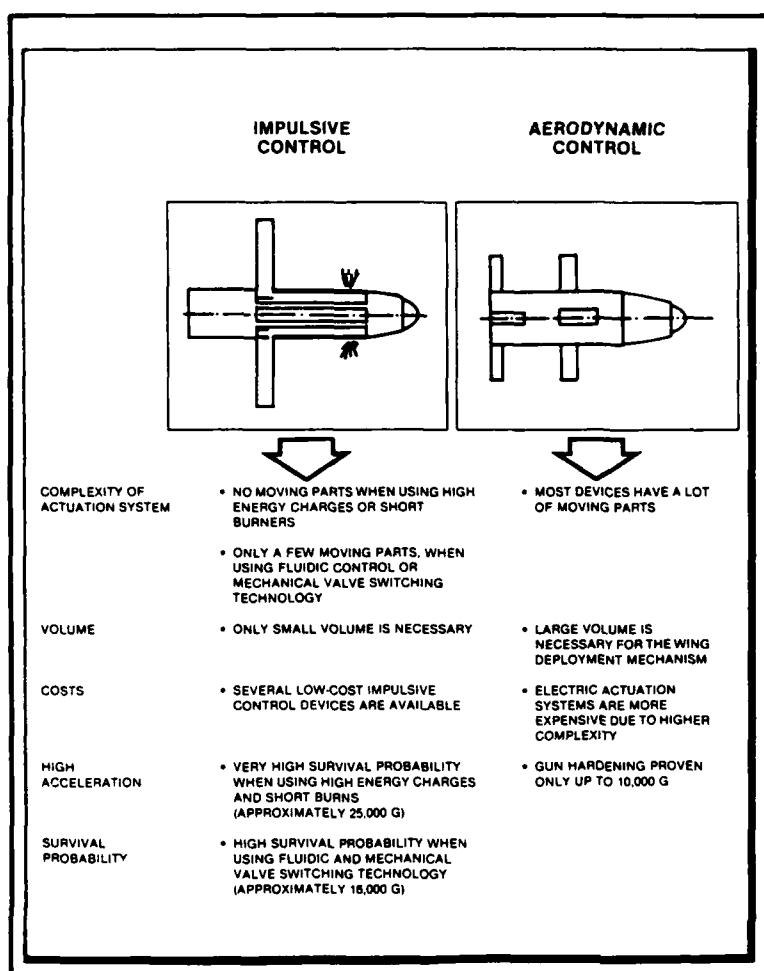 IMPULSIVE
CONTROL
AERODYNAMIC
CONTROL
COMPLEXITY OF
ACTUATION SYSTEM
• NO MOVING PARTS WHEN USING HIGH
ENERGY CHARGES OR SHORT
BURNERS
• ONLY A FEW MOVING PARTS, WHEN
USING FLUIDIC CONTROL OR
MECHANICAL VALVE SWITCHING
TECHNOLOGY
• MOST DEVICES HAVE A LOT
OF MOVING PARTS
VOLUME
• ONLY SMALL VOLUME IS NECESSARY
• LARGE VOLUME IS
NECESSARY FOR THE WING
DEPLOYMENT MECHANISM
COSTS
• SEVERAL LOW-COST IMPULSIVE
CONTROL DEVICES ARE AVAILABLE
• ELECTRIC ACTUATION
SYSTEMS ARE MORE
EXPENSIVE DUE TO HIGHER
COMPLEXITY
HIGH
ACCELERATION
• VERY HIGH SURVIVAL PROBABILITY
WHEN USING HIGH ENERGY CHARGES
AND SHORT BURNS
(APPROXIMATELY 25,000 G)
• GUN HARDENING PROVEN
ONLY UP TO 10,000 G
SURVIVAL
PROBABILITY
• HIGH SURVIVAL PROBABILITY WHEN
USING FLUIDIC AND MECHANICAL
VALVE SWITCHING TECHNOLOGY
(APPROXIMATELY 15,000 G)